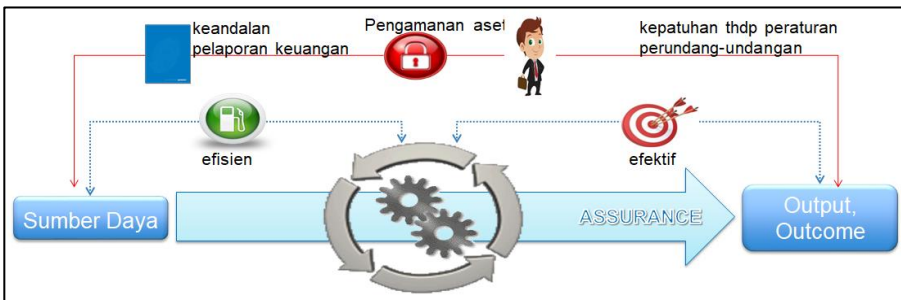 keandalan
pelaporan keuangan
Pengamanan aset
kepatuhan thdp peraturan
perundang-undangan
efisien
efektif
Sumber Daya
ASSURANCE
Output,
Outcome